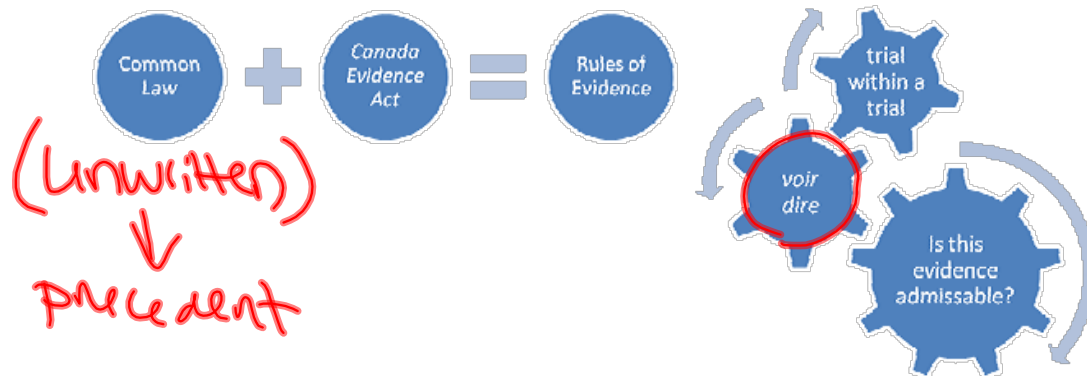 Common
Law
Canada
Evidence
Act
Rules of
Evidence
(unwritten)
precedent
trial
within a
trial
voir
dire
Is this
evidence
admissable?